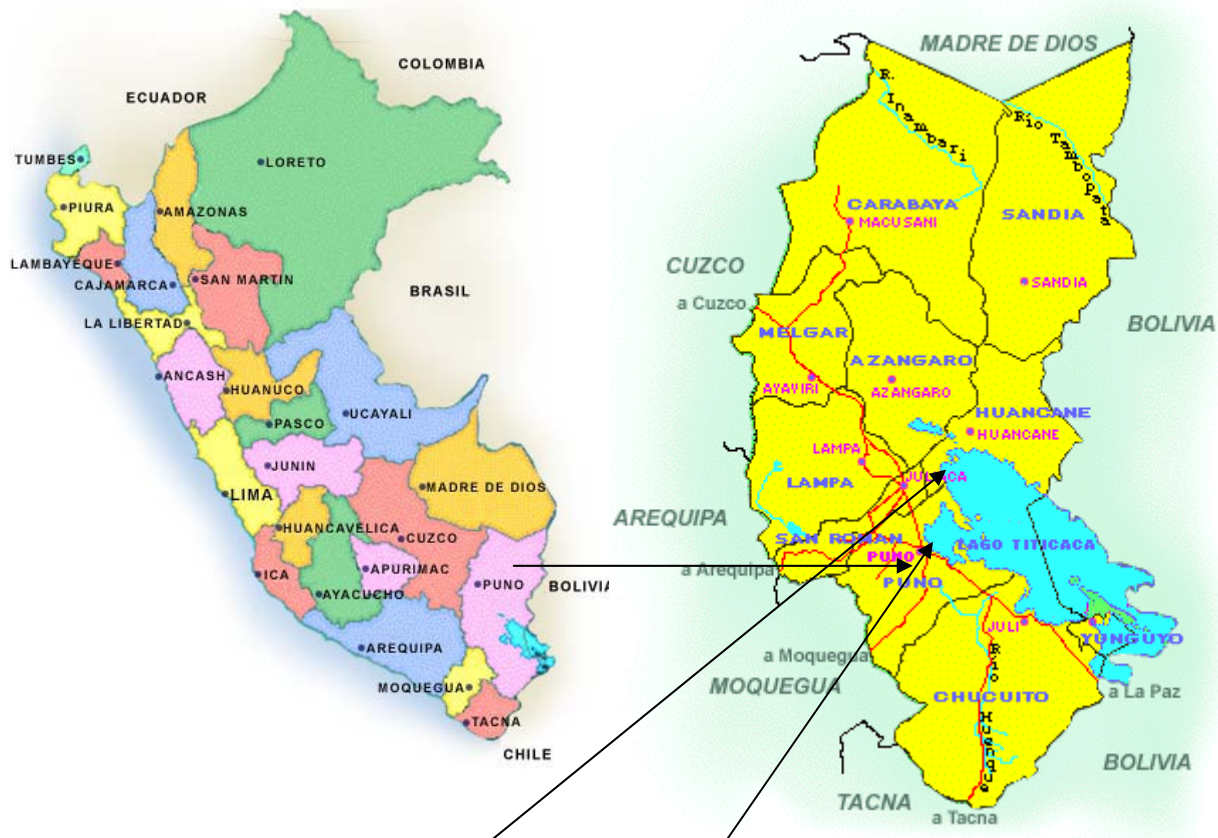 COLOMBIA
ECUADOR
TUMBES
LORETO
PIURA
AMAZONAS
LAMBAYEQUE
CAJAMARCA
SAN MARTIN
BRASIL
LA LIBERTAD
ANCASH
HUANUCO
UCAYALI
PASCO
JUNIN
LIMA
MADRE DE DIOS
HUANCAVELICA
CUZCO
ICA
APURIMAC
AYACUCHO
PUNO
BOLIVIA
AREQUIPA
MOQUEGUA
TACNA
CHILE
MADRE DE DIOS
R. Inambari
Rio Tambopata
CARABAYA
MACUSANI
SANDIA
CUZCO
SANDIA
a Cuzco
BOLIVIA
MELGAR
AZANGARO
AYAVIRI
AZANGARO
HUANCANE
HUANCANE
LAMPA
JULIACA
LAMPA
AREQUIPA
SAN ROMAN
LAGO TITICACA
PUNO
a Arequipa
PUNO
JULI
YUNGUYO
a Moquegua
MOQUEGUA
CHUCUITO
a La Paz
Rio Huenque
BOLIVIA
TACNA
a Tacna